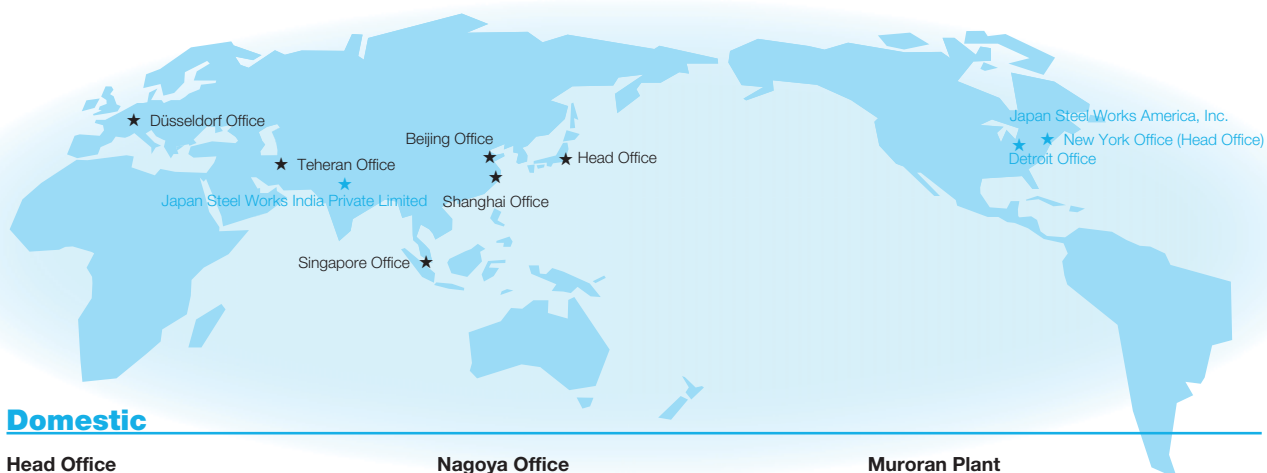 Japan Steel Works America, Inc.
Düsseldorf Office
Beijing Office
New York Office (Head Office)
Teheran Office
Head Office
Detroit Office
Japan Steel Works India Private Limited
Shanghai Office
Singapore Office
Domestic
Head Office
Nagoya Office
Muroran Plant